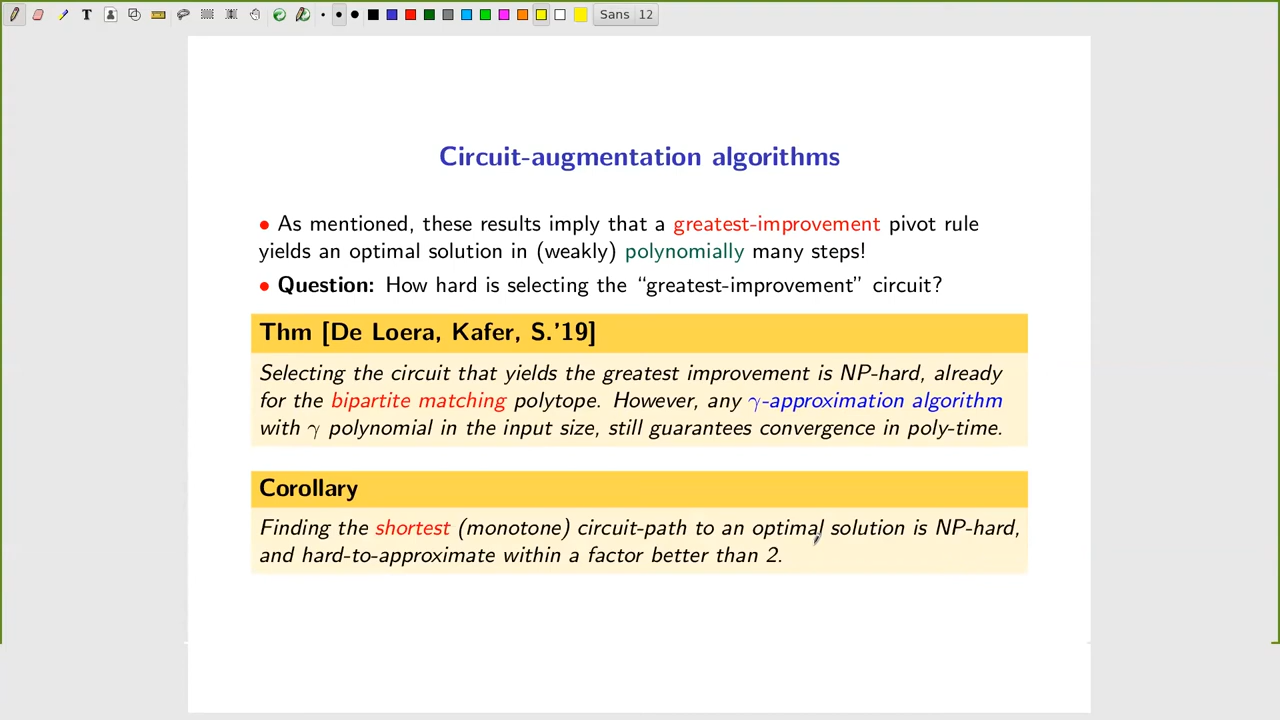 T
Sans 12
Circuit-augmentation algorithms
• As mentioned, these results imply that a greatest-improvement pivot rule
yields an optimal solution in (weakly) polynomially many steps!
• Question: How hard is selecting the “greatest-improvement” circuit?
Thm [De Loera, Kafer, S.’19]
Selecting the circuit that yields the greatest improvement is NP-hard, already
for the bipartite matching polytope. However, any γ-approximation algorithm
with γ polynomial in the input size, still guarantees convergence in poly-time.
Corollary
Finding the shortest (monotone) circuit-path to an optimal solution is NP-hard,
and hard-to-approximate within a factor better than 2.